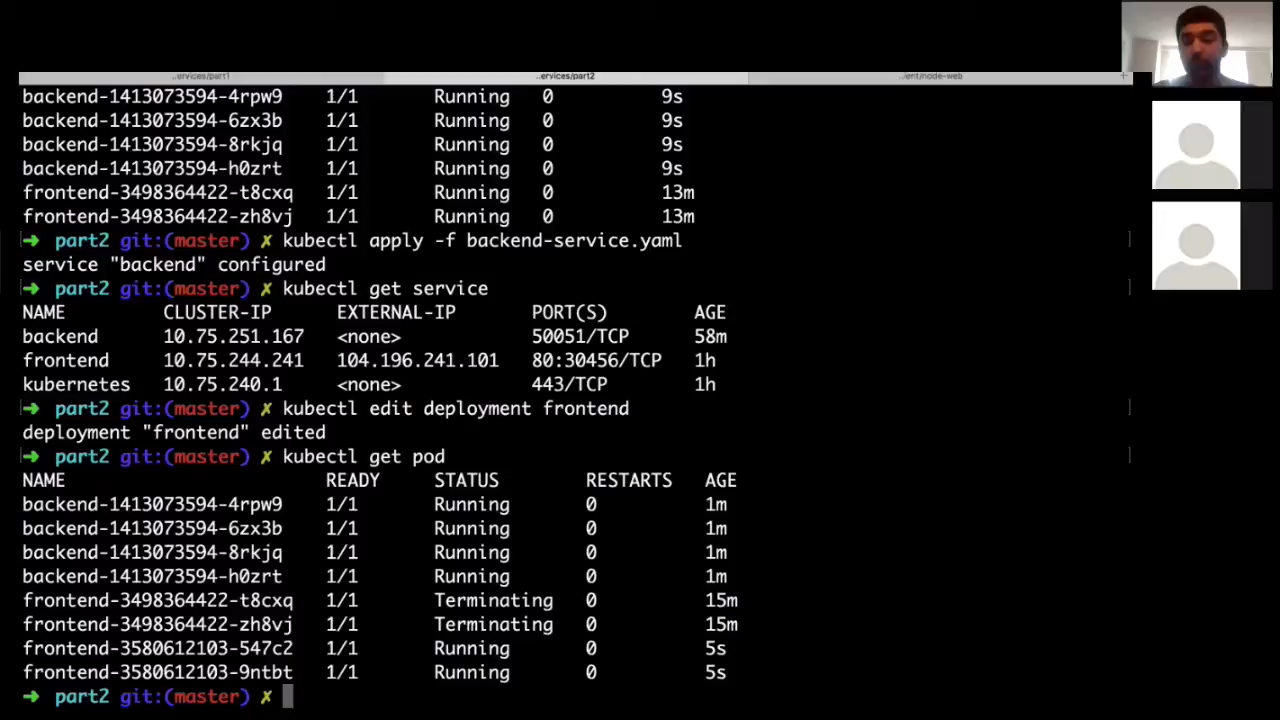 ..ervices/part1 ..ervices/part2 ..ient/node-web +
backend-1413073594-4rpw9 1/1 Running 0 9s
backend-1413073594-6zx3b 1/1 Running 0 9s
backend-1413073594-8rkjq 1/1 Running 0 9s
backend-1413073594-h0zrt 1/1 Running 0 9s
frontend-3498364422-t8cxq 1/1 Running 0 13m
frontend-3498364422-zh8vj 1/1 Running 0 13m
➜ part2 git:(master) ✗ kubectl apply -f backend-service.yaml
service "backend" configured
➜ part2 git:(master) ✗ kubectl get service
NAME CLUSTER-IP EXTERNAL-IP PORT(S) AGE
backend 10.75.251.167 <none> 50051/TCP 58m
frontend 10.75.244.241 104.196.241.101 80:30456/TCP 1h
kubernetes 10.75.240.1 <none> 443/TCP 1h
➜ part2 git:(master) ✗ kubectl edit deployment frontend
deployment "frontend" edited
➜ part2 git:(master) ✗ kubectl get pod
NAME READY STATUS RESTARTS AGE
backend-1413073594-4rpw9 1/1 Running 0 1m
backend-1413073594-6zx3b 1/1 Running 0 1m
backend-1413073594-8rkjq 1/1 Running 0 1m
backend-1413073594-h0zrt 1/1 Running 0 1m
frontend-3498364422-t8cxq 1/1 Terminating 0 15m
frontend-3498364422-zh8vj 1/1 Terminating 0 15m
frontend-3580612103-547c2 1/1 Running 0 5s
frontend-3580612103-9ntbt 1/1 Running 0 5s
➜ part2 git:(master) ✗